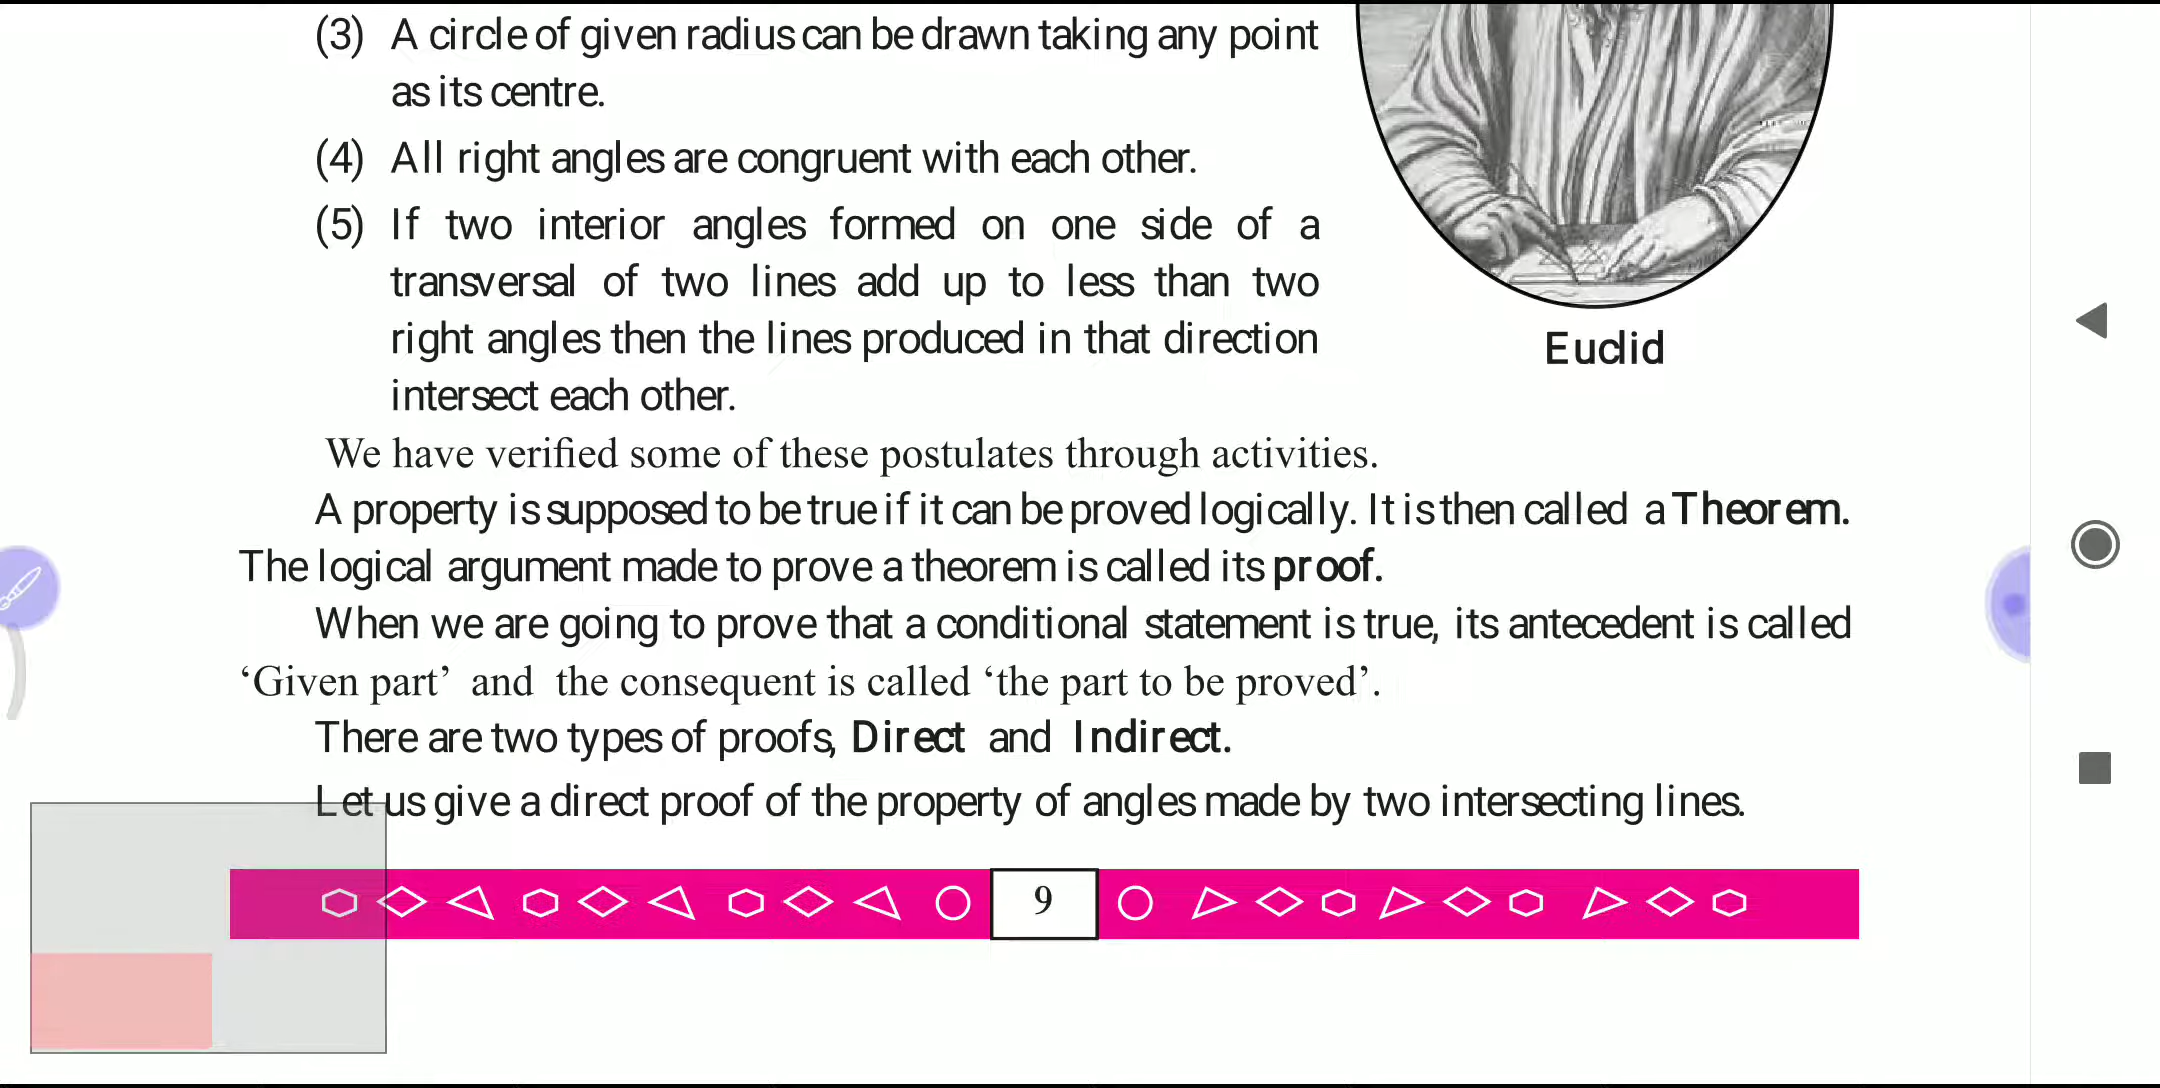 (3) A circle of given radius can be drawn taking any point
as its centre.
(4) All right angles are congruent with each other.
(5) If two interior angles formed on one side of a
transversal of two lines add up to less than two
right angles then the lines produced in that direction
intersect each other.
Euclid
We have verified some of these postulates through activities.
A property is supposed to be true if it can be proved logically. It is then called a Theorem.
The logical argument made to prove a theorem is called its proof.
When we are going to prove that a conditional statement is true, its antecedent is called
‘Given part’ and the consequent is called ‘the part to be proved’.
There are two types of proofs, Direct and Indirect.
Let us give a direct proof of the property of angles made by two intersecting lines.
9